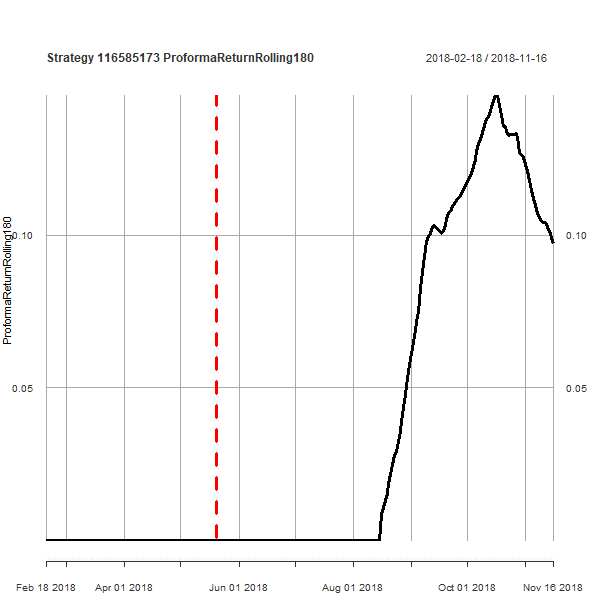 Strategy 116585173 ProformaReturnRolling180
2018-02-18 / 2018-11-16
ProformaReturnRolling180
0.10
0.10
0.05
0.05
Feb 18 2018
Apr 01 2018
Jun 01 2018
Aug 01 2018
Oct 01 2018
Nov 16 2018